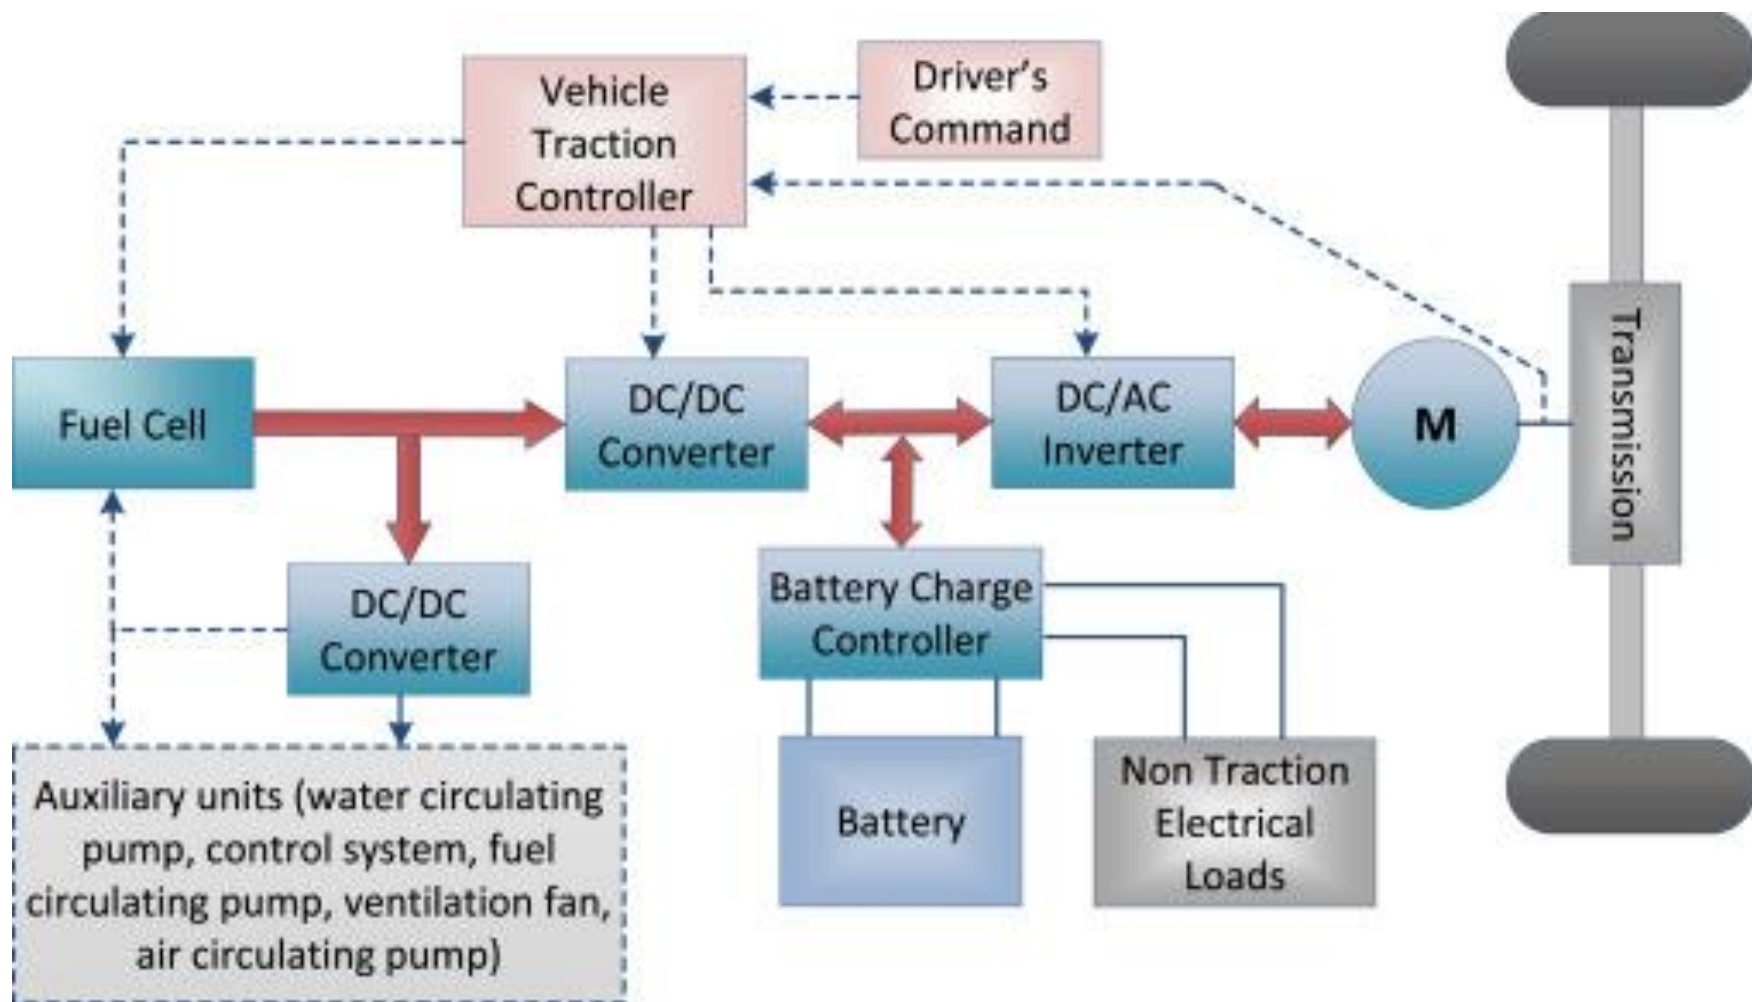 Vehicle
Traction
Controller
Driver's
Command
Fuel Cell
DC/DC
Converter
DC/AC
Inverter
M
Transmission
DC/DC
Converter
Battery Charge
Controller
Auxiliary units (water circulating
pump, control system, fuel
circulating pump, ventilation fan,
air circulating pump)
Battery
Non Traction
Electrical
Loads